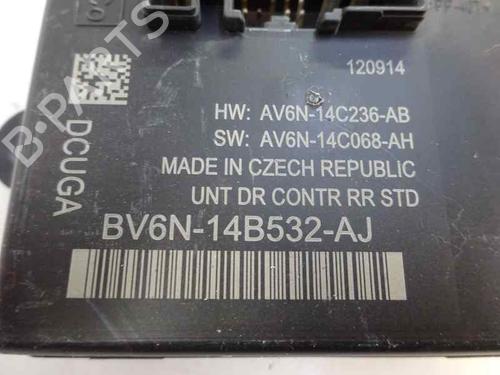 120914
HW: AV6N-14C236-AB
SW: AV6N-14C068-AH
MADE IN CZECH REPUBLIC
UNT DR CONTR RR STD
DCUGA
BV6N-14B532-AJ
B-PARTS